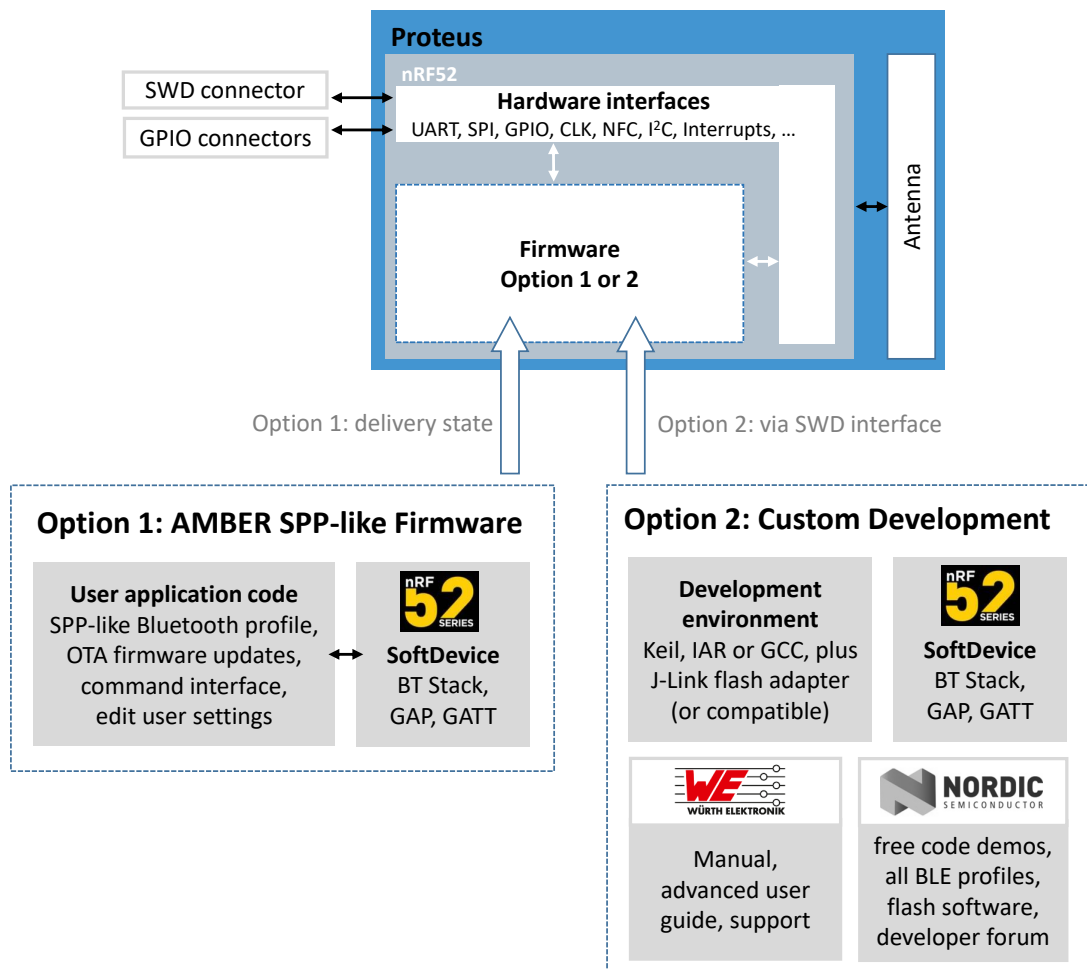 Proteus
nRF52
SWD connector
GPIO connectors
Hardware interfaces
UART, SPI, GPIO, CLK, NFC, I²C, Interrupts, ...
Firmware
Option 1 or 2
Antenna
Option 1: delivery state
Option 2: via SWD interface
Option 1: AMBER SPP-like Firmware
User application code
SPP-like Bluetooth profile,
OTA firmware updates,
command interface,
edit user settings
nRF
52
SERIES
SoftDevice
BT Stack,
GAP, GATT
Option 2: Custom Development
Development
environment
Keil, IAR or GCC, plus
J-Link flash adapter
(or compatible)
nRF
52
SERIES
SoftDevice
BT Stack,
GAP, GATT
WE
WÜRTH ELEKTRONIK
Manual,
advanced user
guide, support
NORDIC
SEMICONDUCTOR
free code demos,
all BLE profiles,
flash software,
developer forum